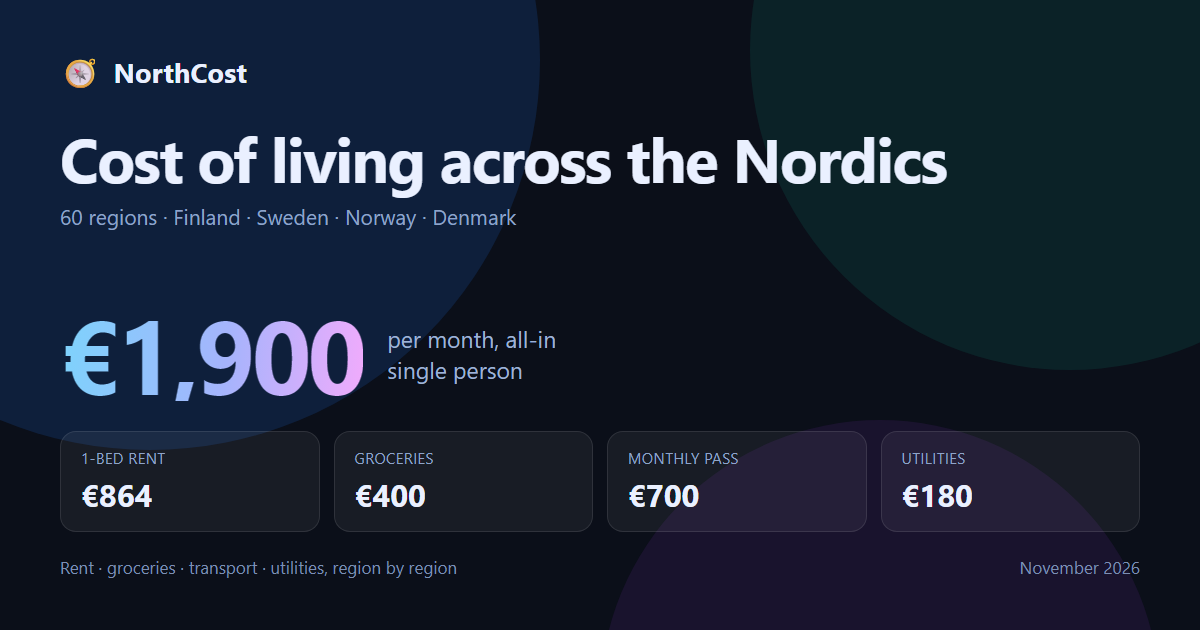 NorthCost
Cost of living across the Nordics
60 regions · Finland · Sweden · Norway · Denmark
€1,900
per month, all-in
single person
1-BED RENT
€864
GROCERIES
€400
MONTHLY PASS
€700
UTILITIES
€180
Rent · groceries · transport · utilities, region by region
November 2026